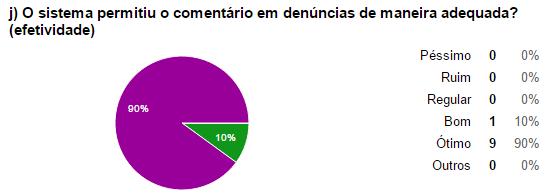 j) O sistema permitiu o comentário em denúncias de maneira adequada?
(efetividade)
90%
10%
Péssimo 0 0%
Ruim 0 0%
Regular 0 0%
Bom 1 10%
Ótimo 9 90%
Outros 0 0%